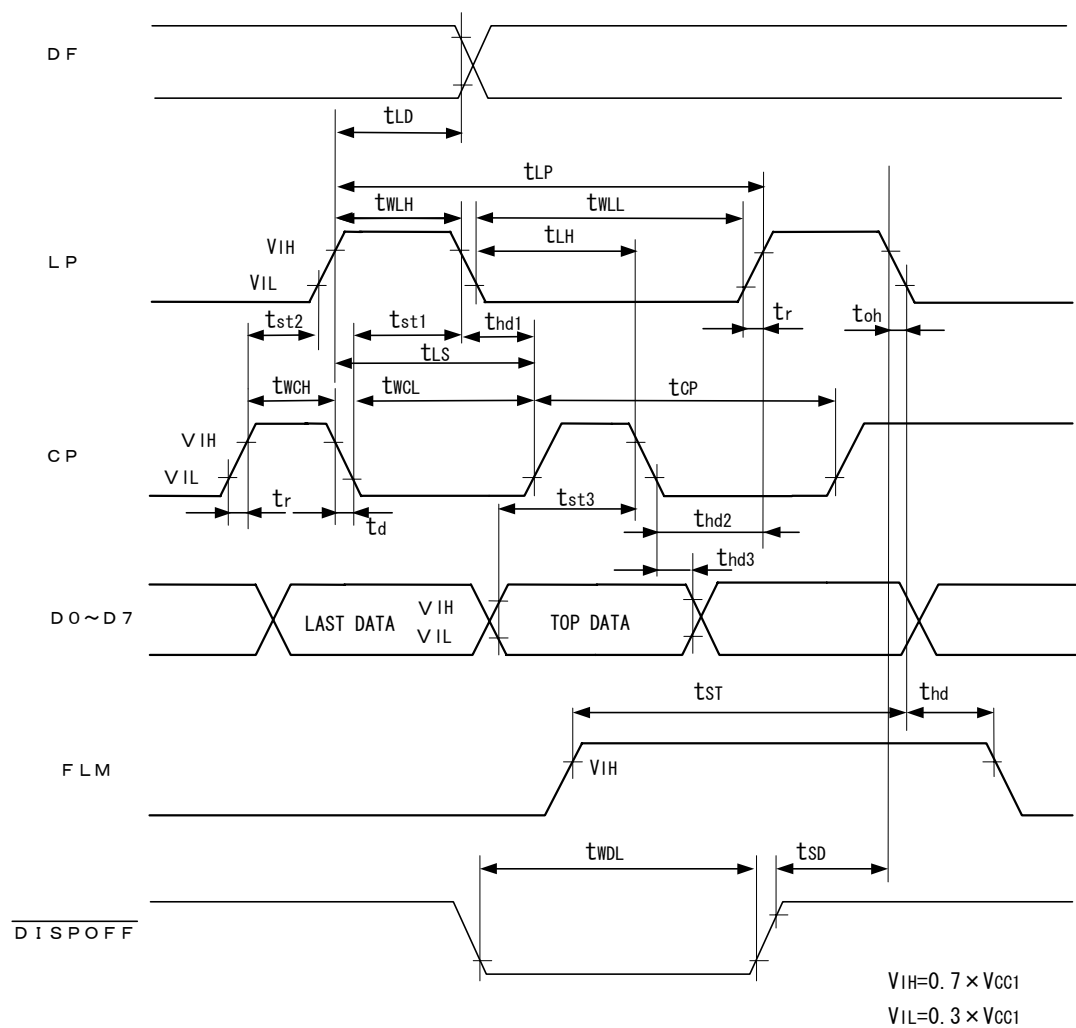 DF
tLD
tLP
tWLH
tWLL
tLH
LP
VIH
VIL
tst2
tst1
thd1
tr
toh
tLS
tWCH
tWCL
tCP
CP
VIH
VIL
tr
td
tst3
thd2
thd3
D0～D7
LAST DATA
VIH
VIL
TOP DATA
tST
thd
FLM
VIH
tWDL
tSD
DISPOFF
VIH=0.7×VCC1
VIL=0.3×VCC1